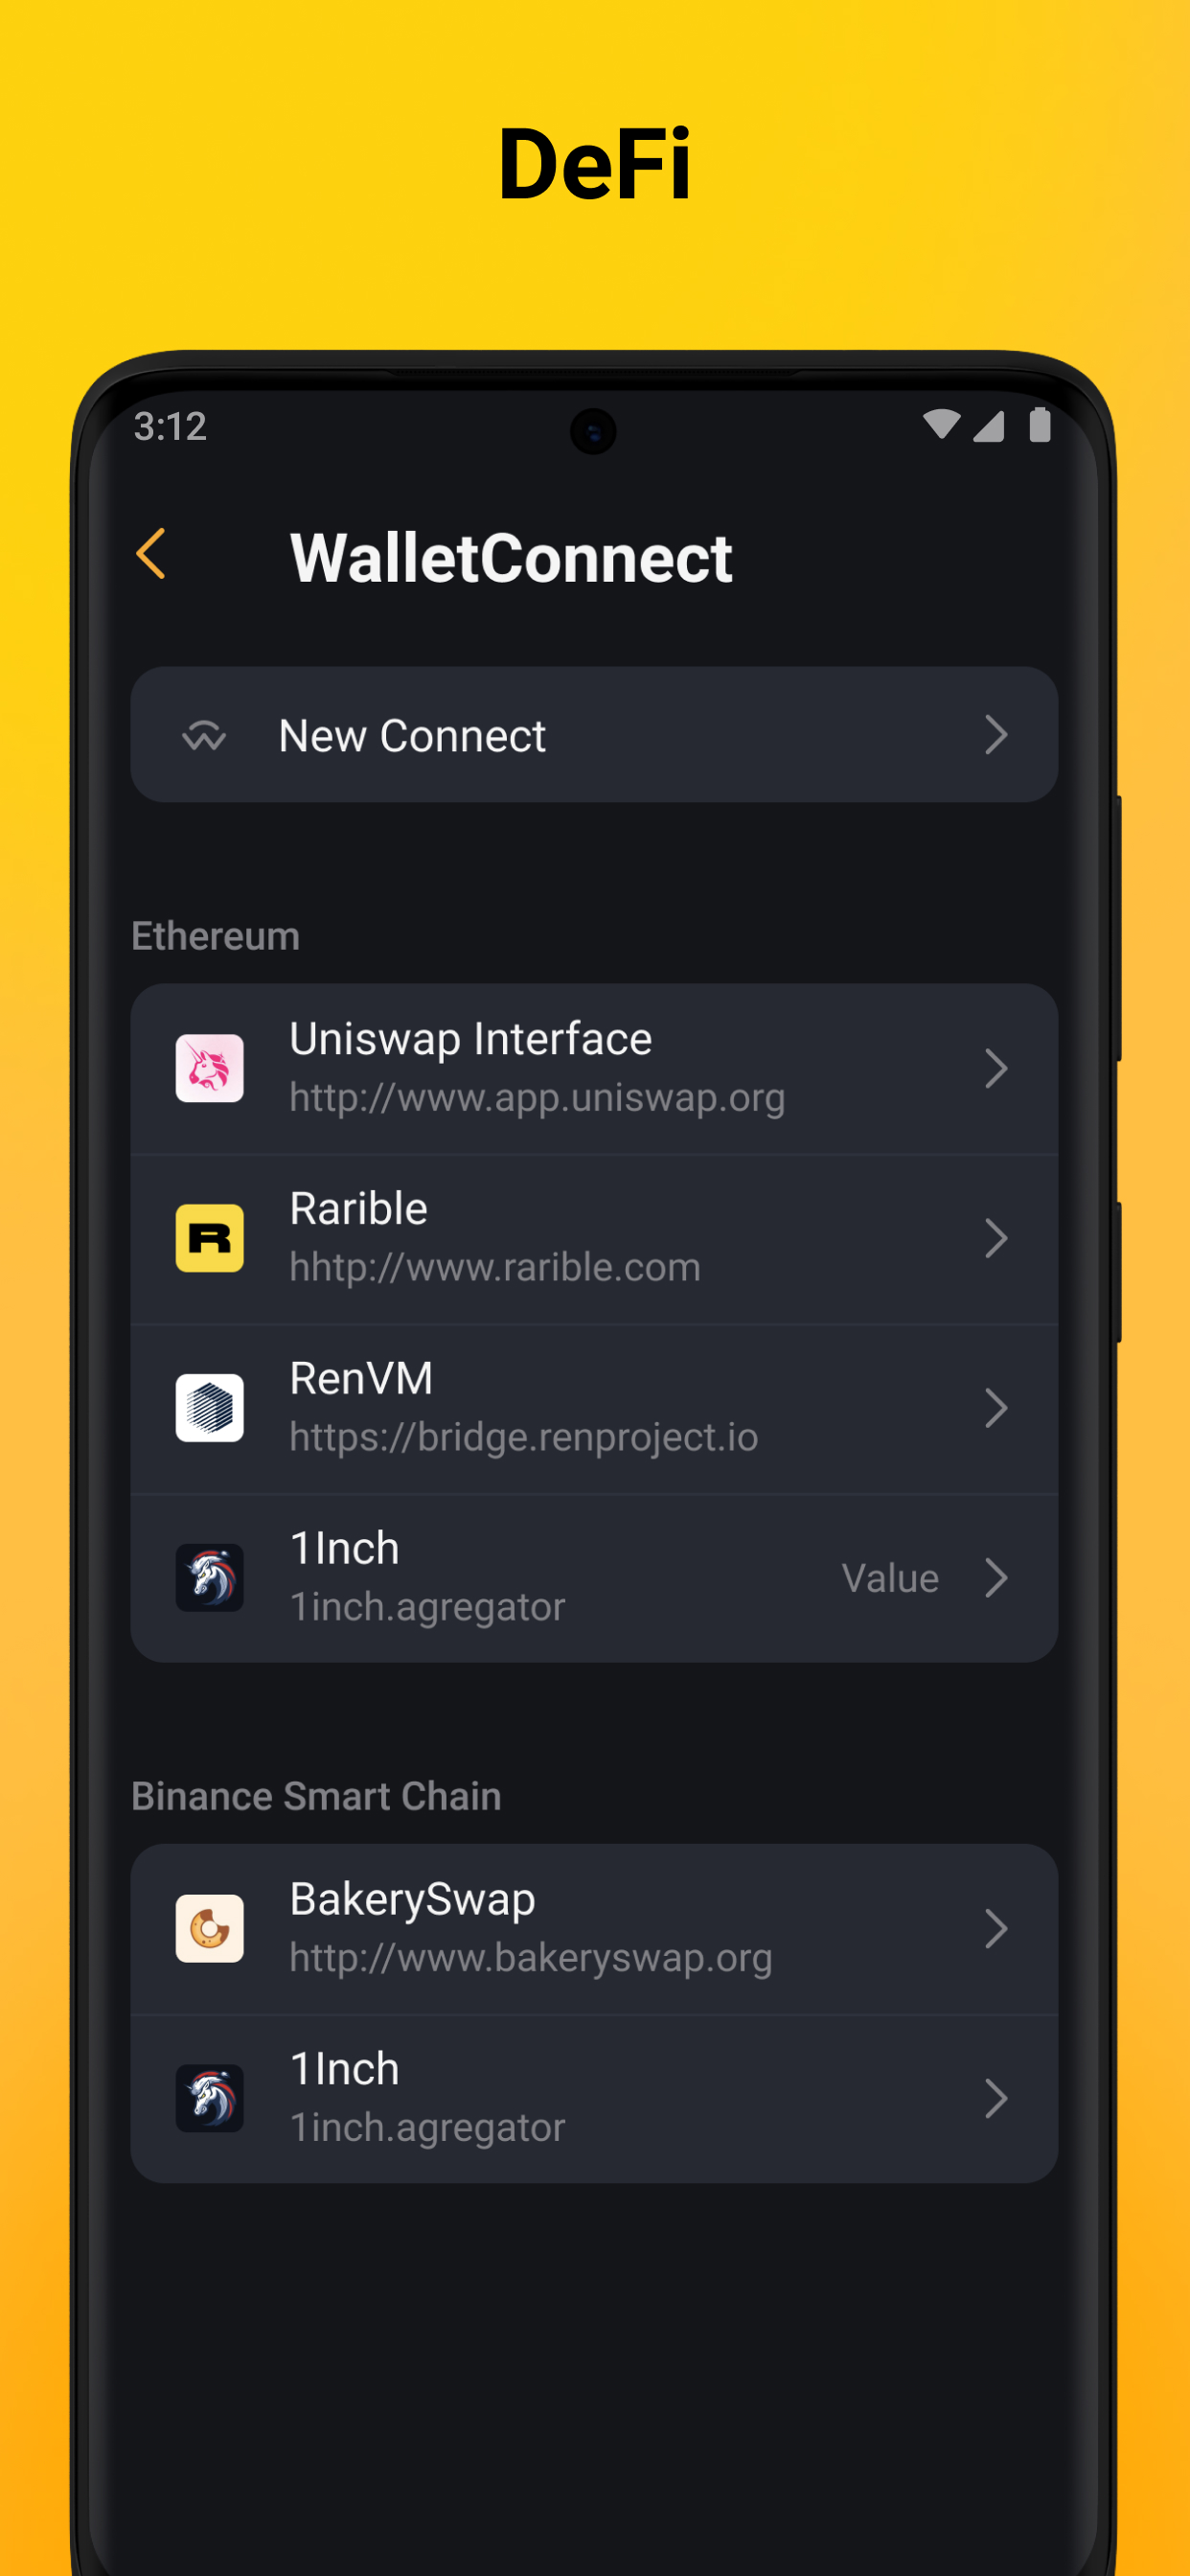 DeFi
3:12
WalletConnect
New Connect
Ethereum
Uniswap Interface
http://www.app.uniswap.org
R
Rarible
hhtp://www.rarible.com
RenVM
https://bridge.renproject.io
1Inch
1inch.agregator
Value
Binance Smart Chain
BakerySwap
http://www.bakeryswap.org
1Inch
1inch.agregator